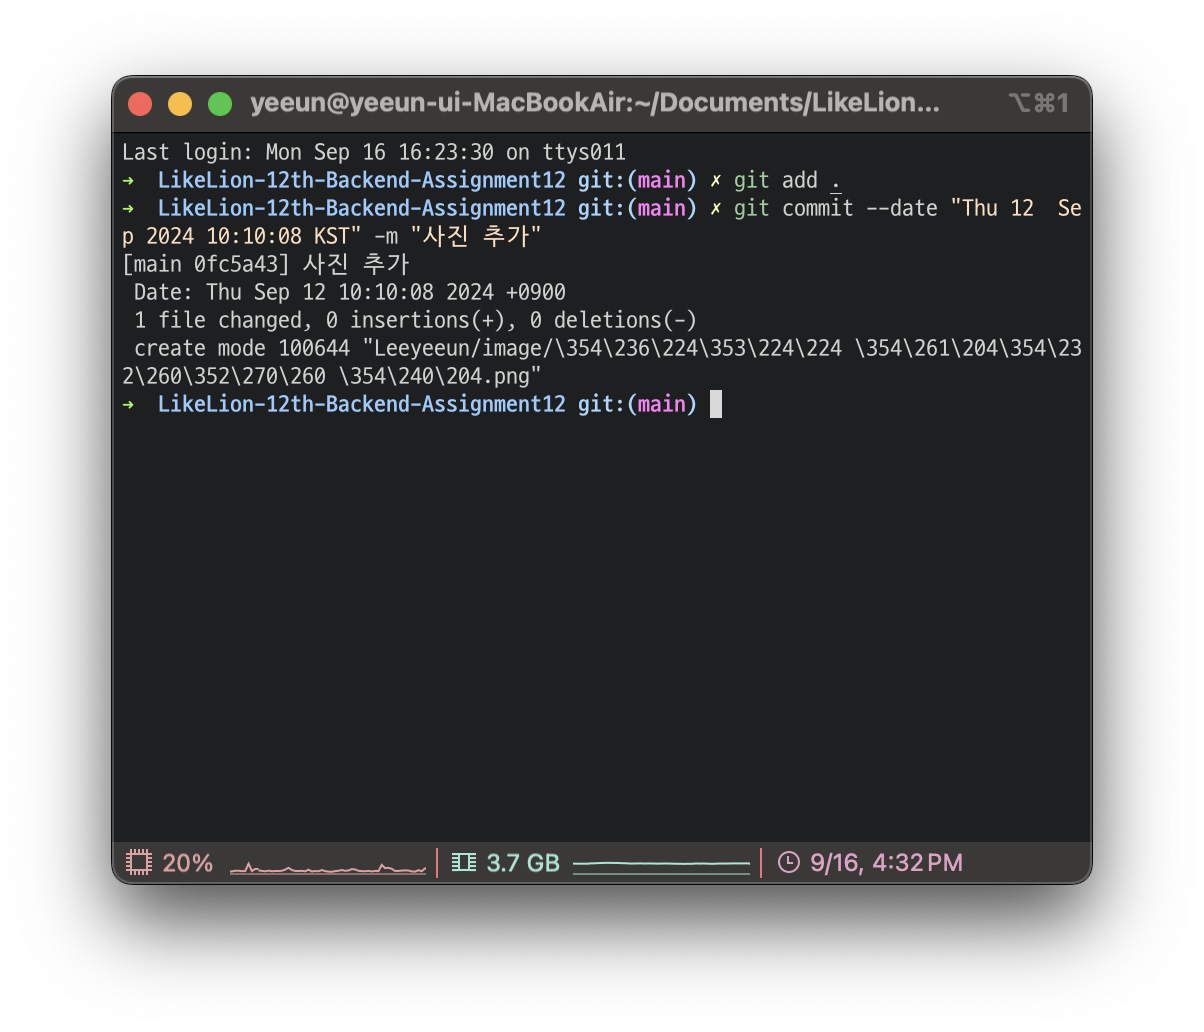 yeeun@yeeun-ui-MacBookAir:~/Documents/LikeLion... ⌥⌘1
Last login: Mon Sep 16 16:23:30 on ttys011
→ LikeLion-12th-Backend-Assignment12 git:(main) ✗ git add .
→ LikeLion-12th-Backend-Assignment12 git:(main) ✗ git commit --date "Thu 12  Se
p 2024 10:10:08 KST" -m "사진 추가"
[main 0fc5a43] 사진 추가
 Date: Thu Sep 12 10:10:08 2024 +0900
 1 file changed, 0 insertions(+), 0 deletions(-)
 create mode 100644 "Leeyeeun/image/\354\236\224\353\224\224 \354\261\204\354\23
2\260\352\270\260 \354\240\204.png"
→ LikeLion-12th-Backend-Assignment12 git:(main)
20% 3.7 GB 9/16, 4:32 PM